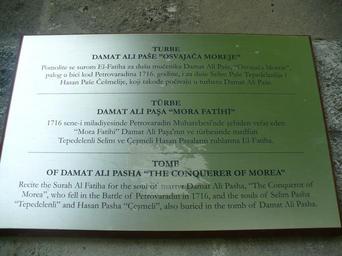 TURBE
DAMAT ALI PAŠE "OSVAJAČA MOREJE"
Pomolite se surom El-Fatiha za dušu mučenika Damat Ali Paše, "Osvajača Moreje",
palog u bici kod Petrovaradina 1716. godine, i za duše Selim Paše Tepedelenlija i
Hasan Paše Češmelije, koji takođe počivaju u turbetu Damat Ali Paše.
TÜRBE
DAMAT ALİ PAŞA "MORA FATİHİ"
1716 sene-i miladiyesinde Petrovaradin Muharebesi'nde şehiden vefat eden
"Mora Fatihi" Damat Ali Paşa'nın ve türbesinde medfun
Tepedelenli Selim ve Çeşmeli Hasan Paşaların ruhlarına El-Fatiha.
TOMB
OF DAMAT ALI PASHA "THE CONQUERER OF MOREA"
Recite the Surah Al Fatiha for the soul of martyr Damat Ali Pasha, "The Conqueror of
Morea", who fell in the Battle of Petrovaradin in 1716, and the souls of Selim Pasha
"Tepedelenli" and Hasan Pasha "Çeşmeli", also buried in the tomb of Damat Ali Pasha.